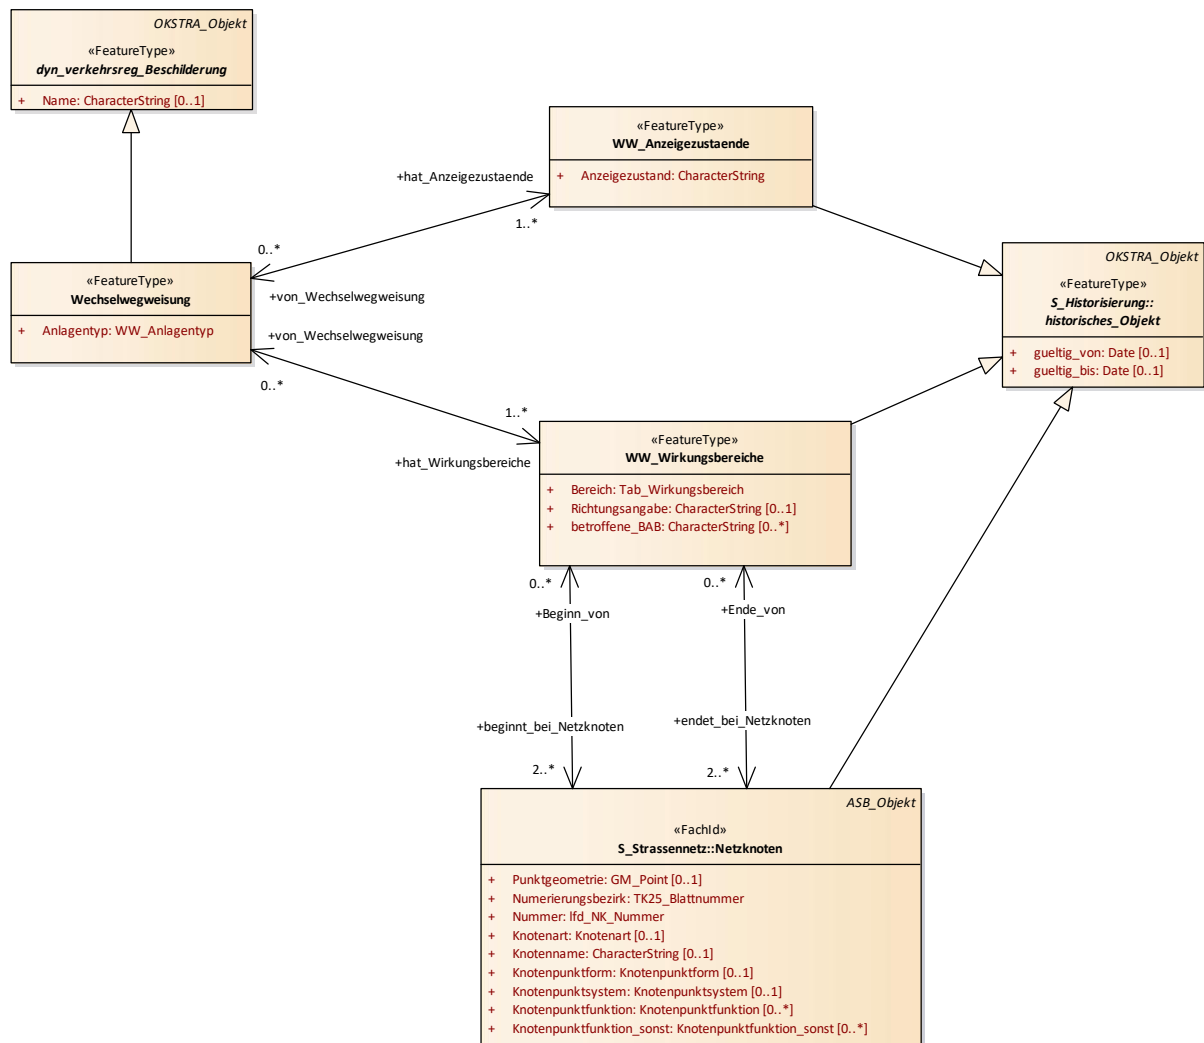 OKSTRA_Objekt
«FeatureType»
dyn_verkehrsreg_Beschilderung
+ Name: CharacterString [0..1]
«FeatureType»
WW_Anzeigezustaende
+ Anzeigezustand: CharacterString
+hat_Anzeigezustaende
1..*
0..*
+von_Wechselwegweisung
«FeatureType»
Wechselwegweisung
+ Anlagentyp: WW_Anlagentyp
+von_Wechselwegweisung
0..*
1..*
+hat_Wirkungsbereiche
OKSTRA_Objekt
«FeatureType»
S_Historisierung::
historisches_Objekt
+ gueltig_von: Date [0..1]
+ gueltig_bis: Date [0..1]
«FeatureType»
WW_Wirkungsbereiche
+ Bereich: Tab_Wirkungsbereich
+ Richtungsangabe: CharacterString [0..1]
+ betroffene_BAB: CharacterString [0..*]
0..*
+Beginn_von
0..*
+Ende_von
+beginnt_bei_Netzknoten
2..*
+endet_bei_Netzknoten
2..*
ASB_Objekt
«FachId»
S_Strassennetz::Netzknoten
+ Punktgeometrie: GM_Point [0..1]
+ Numerierungsbezirk: TK25_Blattnummer
+ Nummer: lfd_NK_Nummer
+ Knotenart: Knotenart [0..1]
+ Knotenname: CharacterString [0..1]
+ Knotenpunktform: Knotenpunktform [0..1]
+ Knotenpunktsystem: Knotenpunktsystem [0..1]
+ Knotenpunktfunktion: Knotenpunktfunktion [0..*]
+ Knotenpunktfunktion_sonst: Knotenpunktfunktion_sonst [0..*]